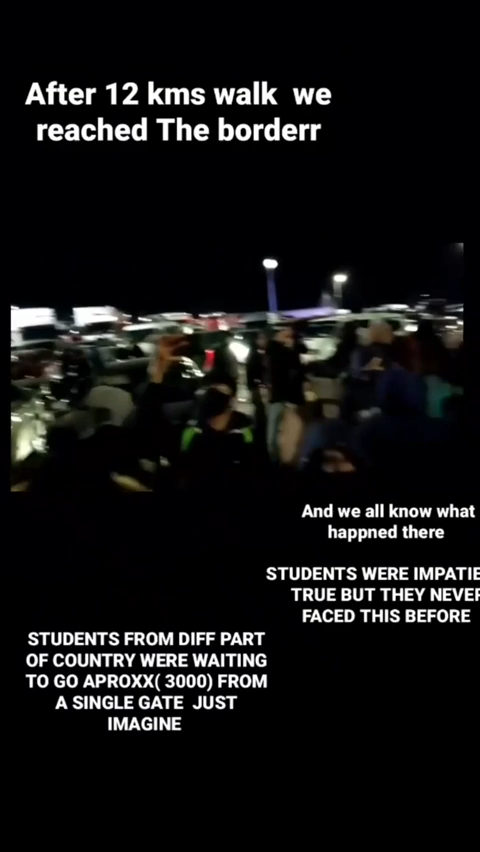 After 12 kms walk we
reached The borderr
And we all know what
happned there
STUDENTS WERE IMPATIE
TRUE BUT THEY NEVER
FACED THIS BEFORE
STUDENTS FROM DIFF PART
OF COUNTRY WERE WAITING
TO GO APROXX( 3000) FROM
A SINGLE GATE JUST
IMAGINE